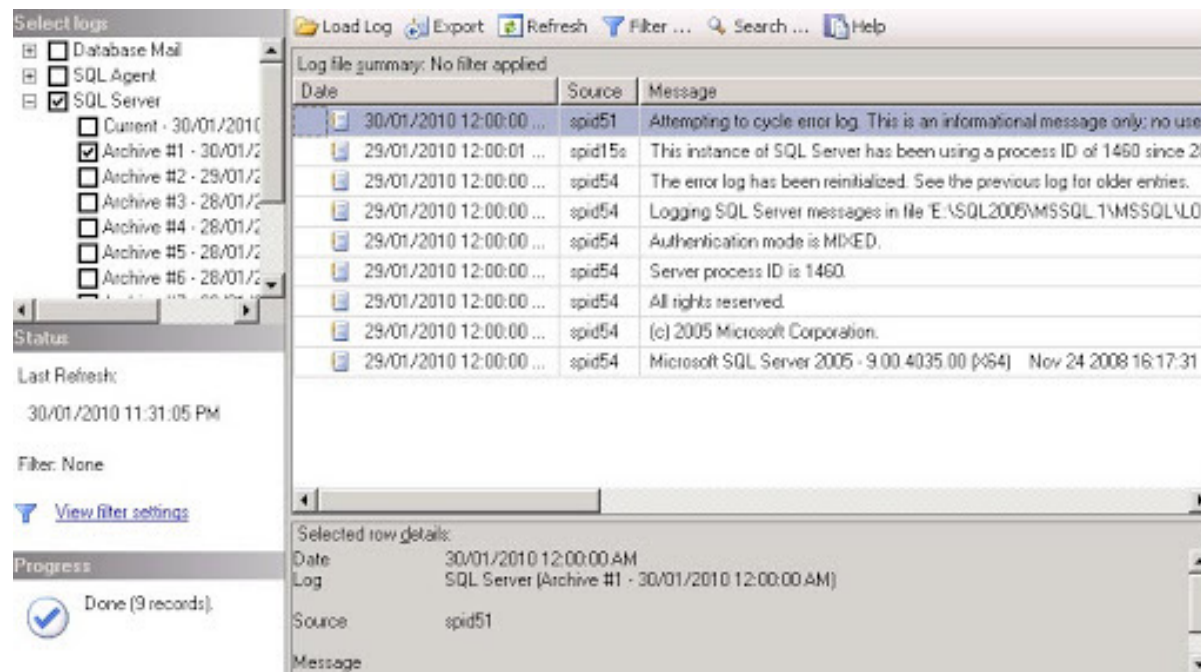 Select logs
Database Mail
SQL Agent
SQL Server
Current - 30/01/2010
Archive #1 - 30/01/2
Archive #2 - 29/01/2
Archive #3 - 28/01/2
Archive #4 - 28/01/2
Archive #5 - 28/01/2
Archive #6 - 28/01/2
Status
Last Refresh:
30/01/2010 11:31:05 PM
Filter: None
View filter settings
Progress
Done (9 records).
Load Log Export Refresh Filter ... Search ... Help
Log file summary: No filter applied
Date Source Message
30/01/2010 12:00:00 ... spid51 Attempting to cycle error log. This is an informational message only; no use
29/01/2010 12:00:01 ... spid15s This instance of SQL Server has been using a process ID of 1460 since 2
29/01/2010 12:00:00 ... spid54 The error log has been reinitialized. See the previous log for older entries.
29/01/2010 12:00:00 ... spid54 Logging SQL Server messages in file 'E:\SQL2005\MSSQL.1\MSSQL\LO
29/01/2010 12:00:00 ... spid54 Authentication mode is MIXED.
29/01/2010 12:00:00 ... spid54 Server process ID is 1460.
29/01/2010 12:00:00 ... spid54 All rights reserved.
29/01/2010 12:00:00 ... spid54 (c) 2005 Microsoft Corporation.
29/01/2010 12:00:00 ... spid54 Microsoft SQL Server 2005 - 9.00.4035.00 (X64) Nov 24 2008 16:17:31
Selected row details:
Date 30/01/2010 12:00:00 AM
Log SQL Server (Archive #1 - 30/01/2010 12:00:00 AM)
Source spid51
Message